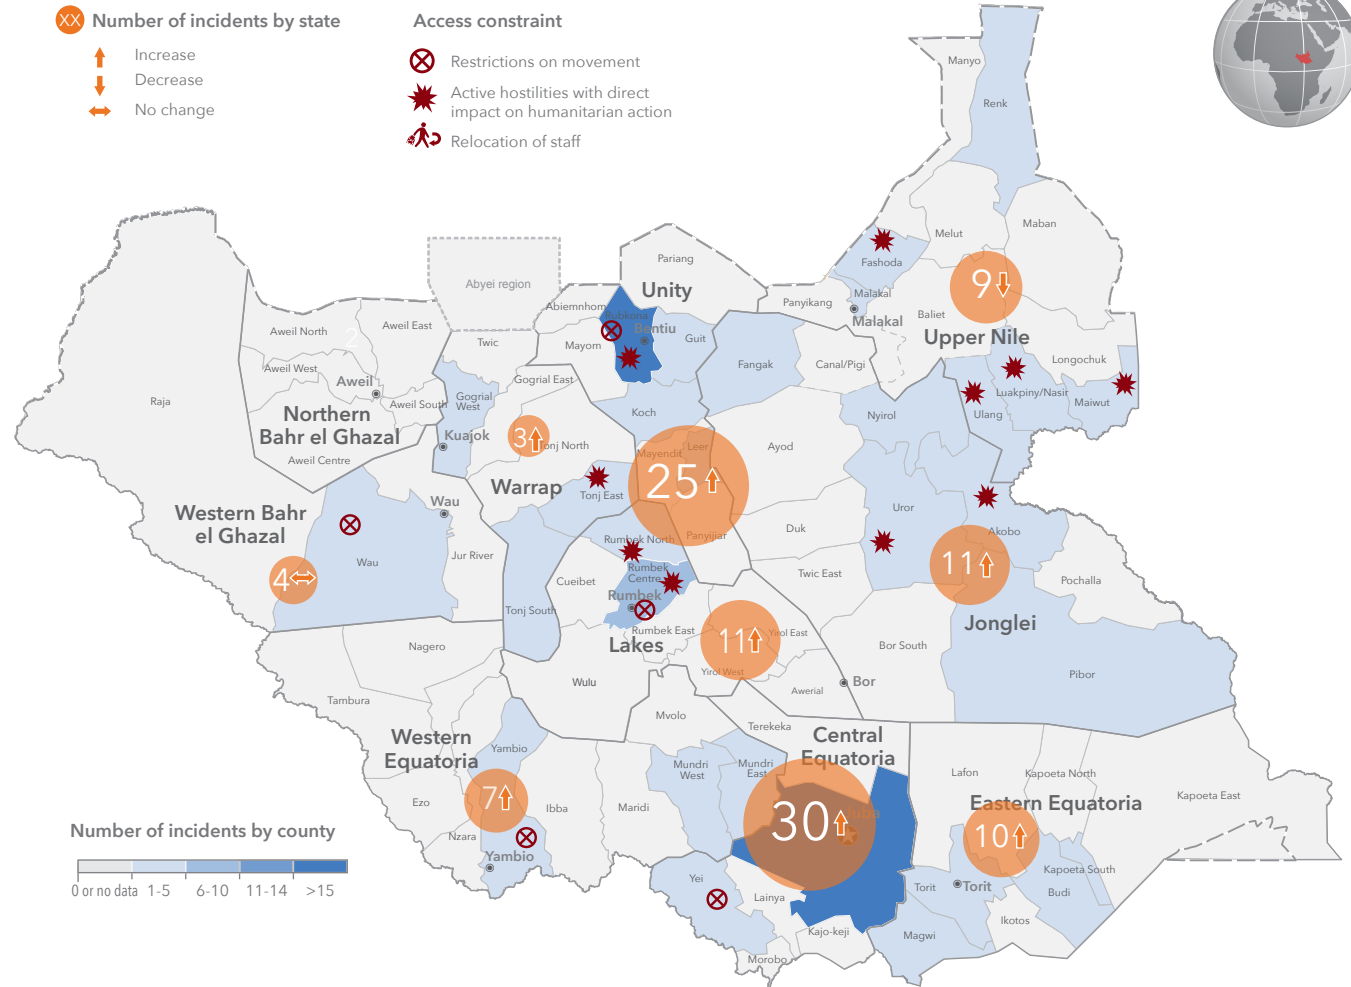 XX Number of incidents by state
Increase
Decrease
No change
Access constraint
Restrictions on movement
Active hostilities with direct
impact on humanitarian action
Relocation of staff
Manyo
Renk
Maban
Melut
Fashoda
Malakal
Malakal
Panyikang
Baliet
9
Upper Nile
Longochuk
Luakpiny/Nasir
Maiwut
Ulang
Pariang
Unity
Abyei region
Abiemnhom
Rubkona
Bentiu
Mayom
Guit
Koch
Mayendit
Leer
25
Panyijiar
Fangak
Canal/Pigi
Nyirol
Ayod
Uror
Akobo
Duk
Twic East
11
Pochalla
Jonglei
Bor South
Bor
Pibor
Aweil North
2
Aweil East
Aweil West
Aweil
Aweil South
Northern
Bahr el Ghazal
Aweil Centre
Raja
Twic
Gogrial East
Gogrial
West
Kuajok
3
Tonj North
Warrap
Tonj East
Tonj South
Western Bahr
el Ghazal
Wau
Wau
Jur River
4
Rumbek North
Cueibet
Rumbek
Centre
Rumbek
Rumbek East
Lakes
11
Yirol East
Yirol West
Awerial
Wulu
Nagero
Tambura
Western
Equatoria
Yambio
7
Ezo
Nzara
Yambio
Ibba
Maridi
Mvolo
Mundri
West
Mundri
East
Terekeka
Central
Equatoria
30
Juba
Yei
Lainya
Kajo-keji
Morobo
Lafon
Kapoeta North
Kapoeta East
Eastern Equatoria
10
Kapoeta South
Budi
Torit
Torit
Ikotos
Magwi
Number of incidents by county
0 or no data 1-5 6-10 11-14 >15